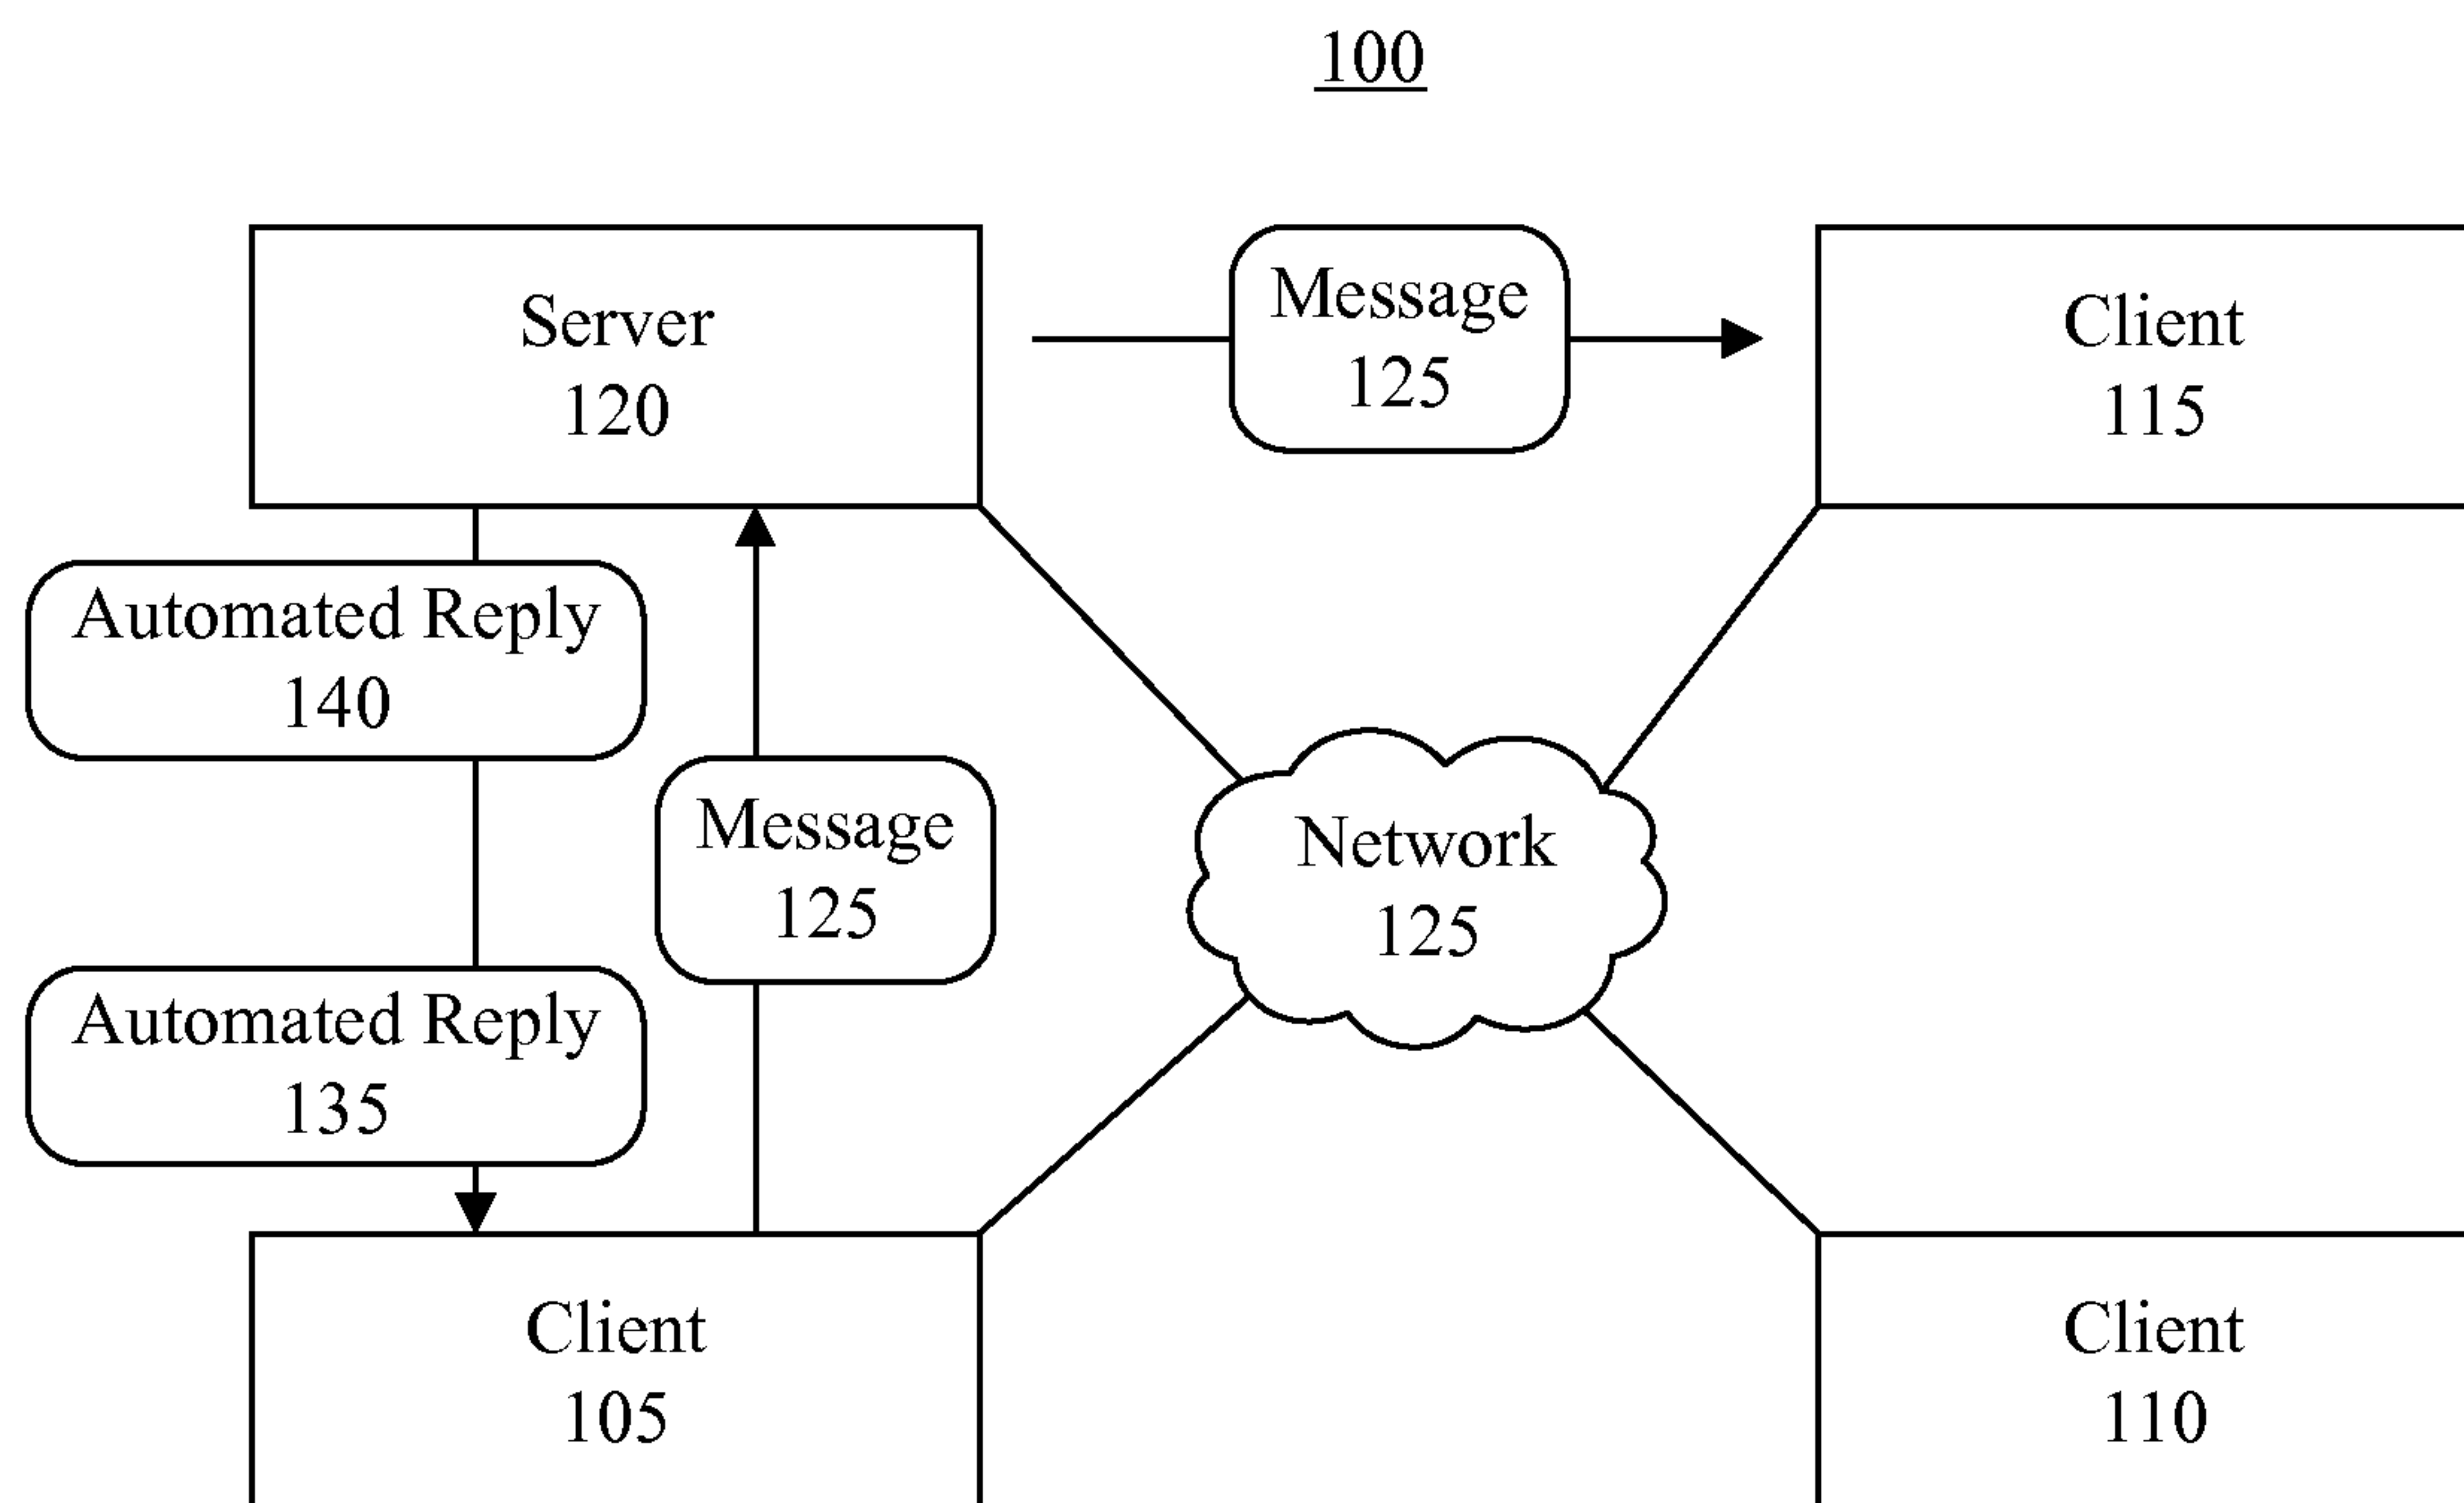 100
Server
120
Message
125
Client
115
Automated Reply
140
Message
125
Network
125
Automated Reply
135
Client
105
Client
110